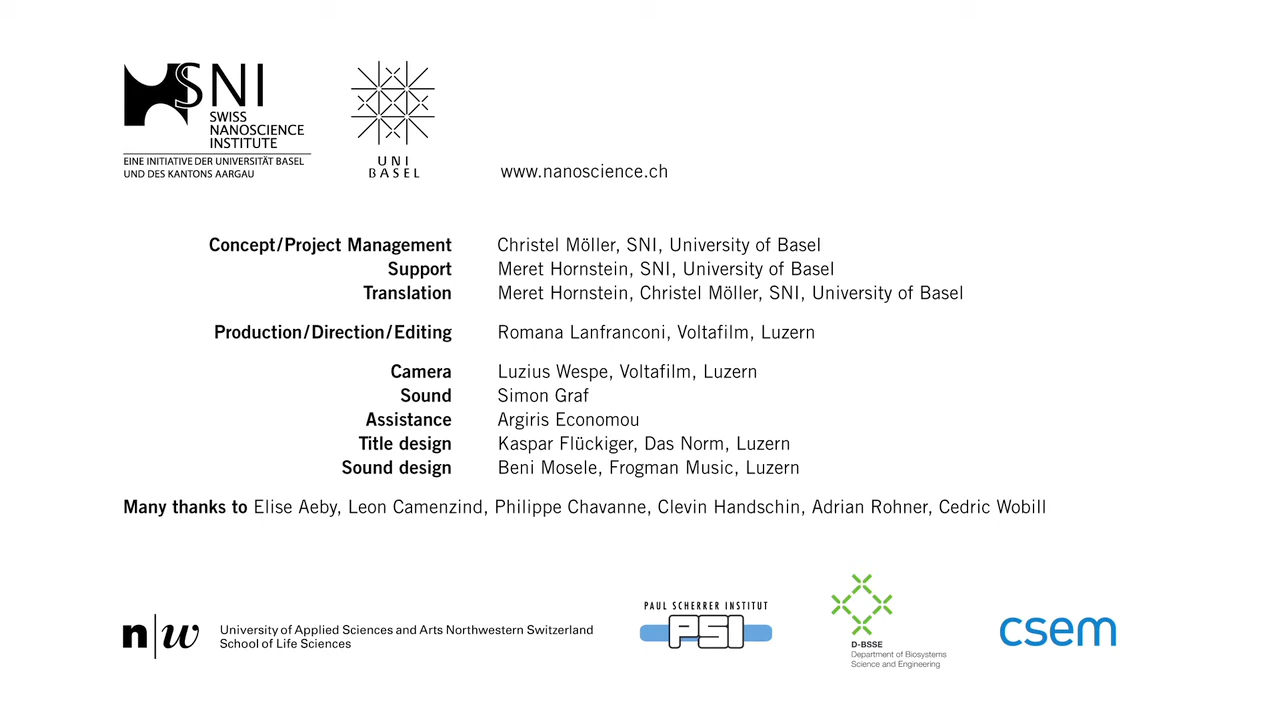 SNI
SWISS
NANOSCIENCE
INSTITUTE
EINE INITIATIVE DER UNIVERSITÄT BASEL
UND DES KANTONS AARGAU
UNI
BASEL
www.nanoscience.ch
Concept/Project Management Christel Möller, SNI, University of Basel
Support Meret Hornstein, SNI, University of Basel
Translation Meret Hornstein, Christel Möller, SNI, University of Basel
Production/Direction/Editing Romana Lanfranconi, Voltafilm, Luzern
Camera Luzius Wespe, Voltafilm, Luzern
Sound Simon Graf
Assistance Argiris Economou
Title design Kaspar Flückiger, Das Norm, Luzern
Sound design Beni Mosele, Frogman Music, Luzern
Many thanks to Elise Aeby, Leon Camenzind, Philippe Chavanne, Clevin Handschin, Adrian Rohner, Cedric Wobill
n|w
University of Applied Sciences and Arts Northwestern Switzerland
School of Life Sciences
PAUL SCHERRER INSTITUT
PSI
D-BSSE
Department of Biosystems
Science and Engineering
csem